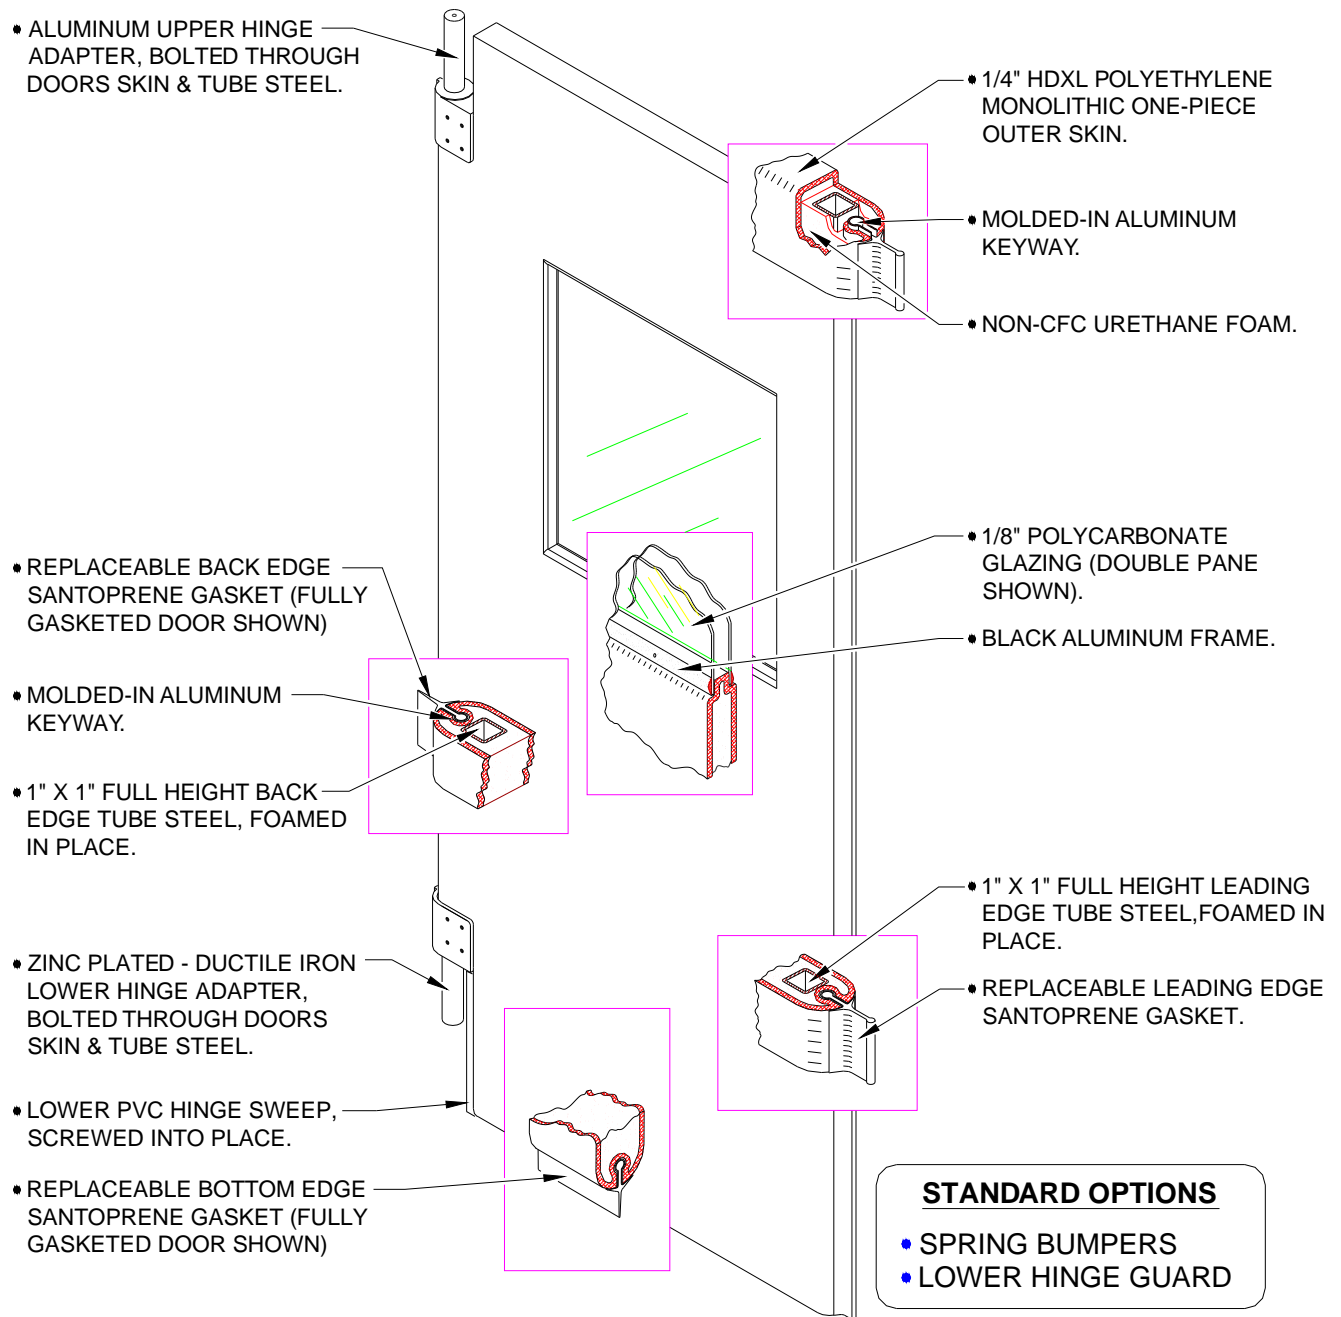 ALUMINUM UPPER HINGE
ADAPTER, BOLTED THROUGH
DOORS SKIN & TUBE STEEL.
1/4" HDXL POLYETHYLENE
MONOLITHIC ONE-PIECE
OUTER SKIN.
MOLDED-IN ALUMINUM
KEYWAY.
NON-CFC URETHANE FOAM.
1/8" POLYCARBONATE
GLAZING (DOUBLE PANE
SHOWN).
BLACK ALUMINUM FRAME.
REPLACEABLE BACK EDGE
SANTOPRENE GASKET (FULLY
GASKETED DOOR SHOWN)
MOLDED-IN ALUMINUM
KEYWAY.
1" X 1" FULL HEIGHT BACK
EDGE TUBE STEEL, FOAMED
IN PLACE.
1" X 1" FULL HEIGHT LEADING
EDGE TUBE STEEL,FOAMED IN
PLACE.
REPLACEABLE LEADING EDGE
SANTOPRENE GASKET.
ZINC PLATED - DUCTILE IRON
LOWER HINGE ADAPTER,
BOLTED THROUGH DOORS
SKIN & TUBE STEEL.
LOWER PVC HINGE SWEEP,
SCREWED INTO PLACE.
REPLACEABLE BOTTOM EDGE
SANTOPRENE GASKET (FULLY
GASKETED DOOR SHOWN)
STANDARD OPTIONS
SPRING BUMPERS
LOWER HINGE GUARD